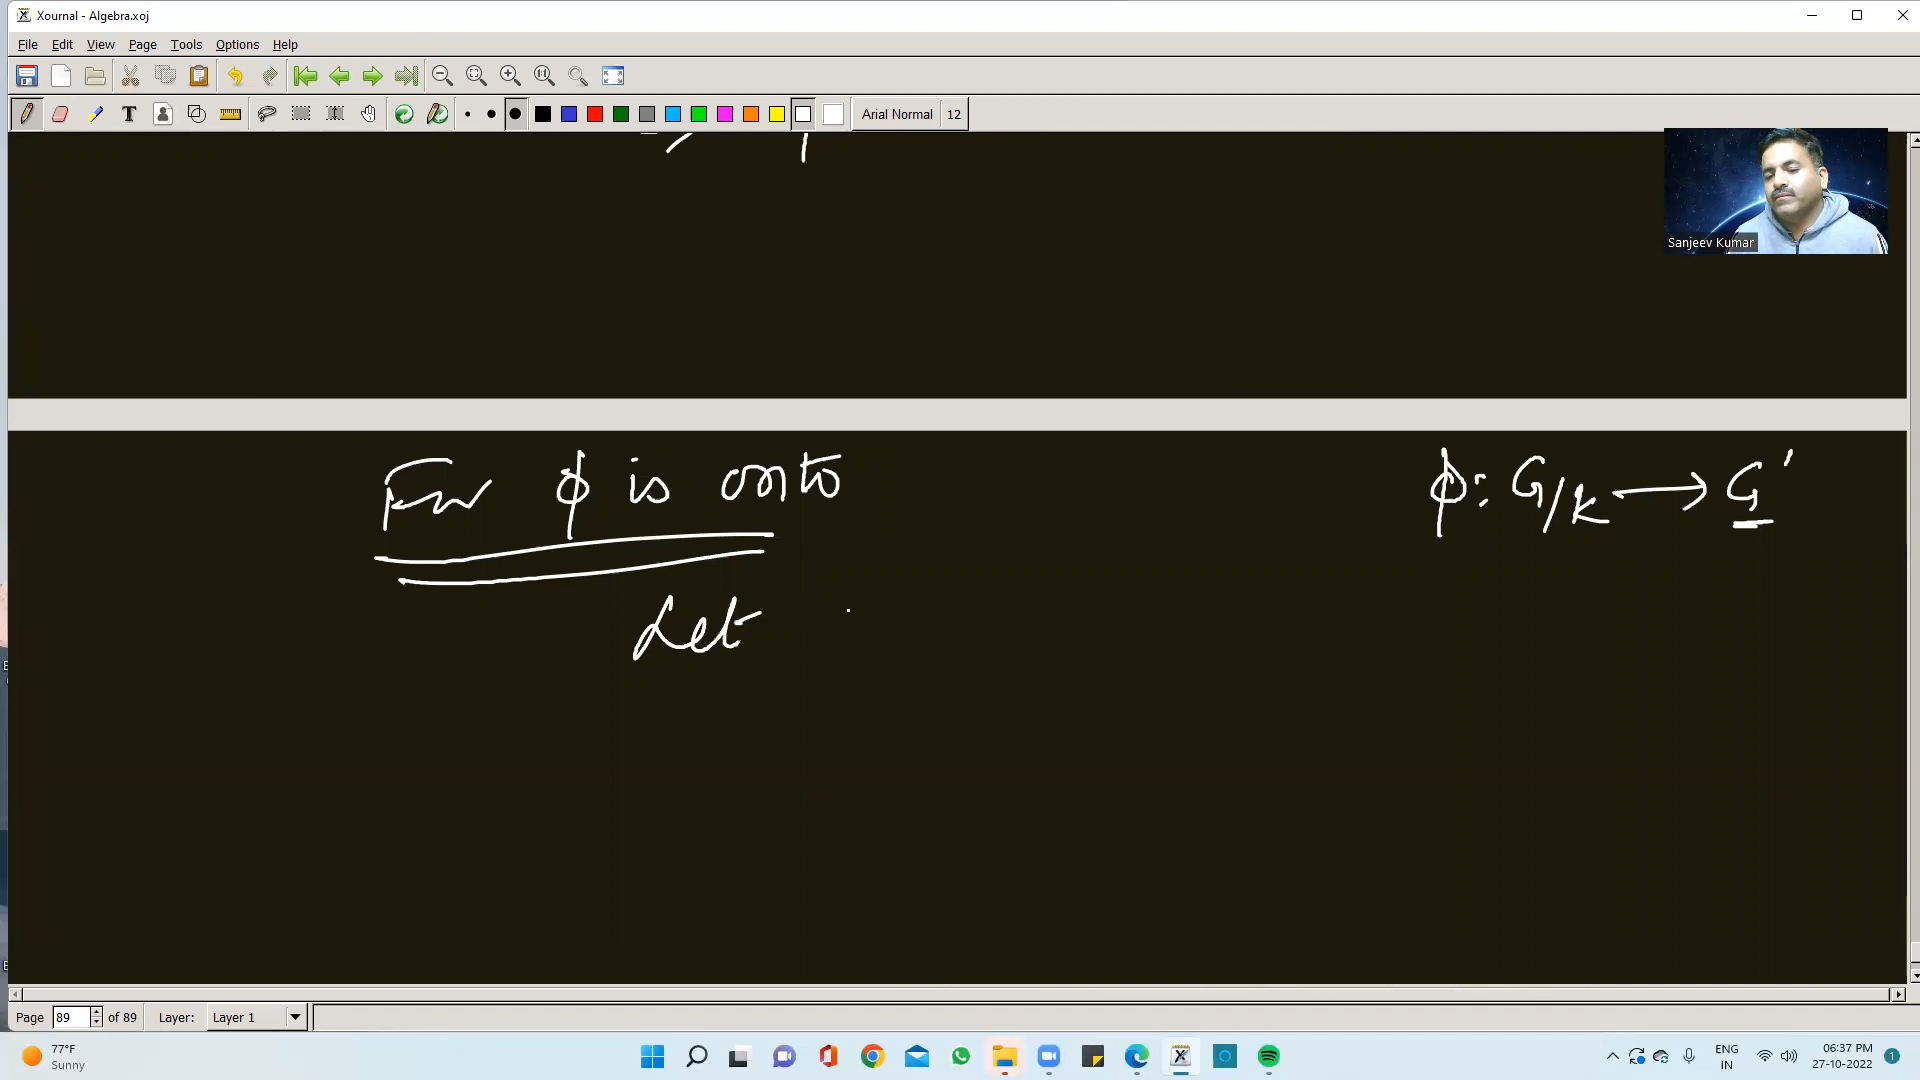 Xournal - Algebra.xoj
File Edit View Page Tools Options Help
Arial Normal 12
Sanjeev Kumar
For ϕ is onto
ϕ: G/K ⟶ G'
Let
Page 89 of 89 Layer: Layer 1
77°F
Sunny
ENG
IN
06:37 PM
27-10-2022
1